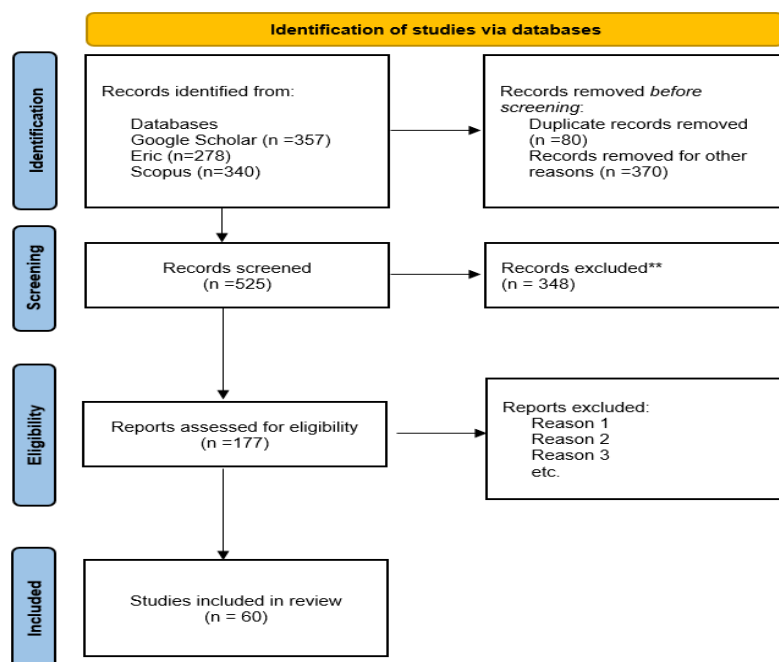 Identification of studies via databases
Identification
Records identified from:
Databases
Google Scholar (n =357)
Eric (n=278)
Scopus (n=340)
Records removed before
screening:
Duplicate records removed
(n =80)
Records removed for other
reasons (n =370)
Screening
Records screened
(n =525)
Records excluded**
(n = 348)
Eligibility
Reports assessed for eligibility
(n =177)
Reports excluded:
Reason 1
Reason 2
Reason 3
etc.
Included
Studies included in review
(n = 60)